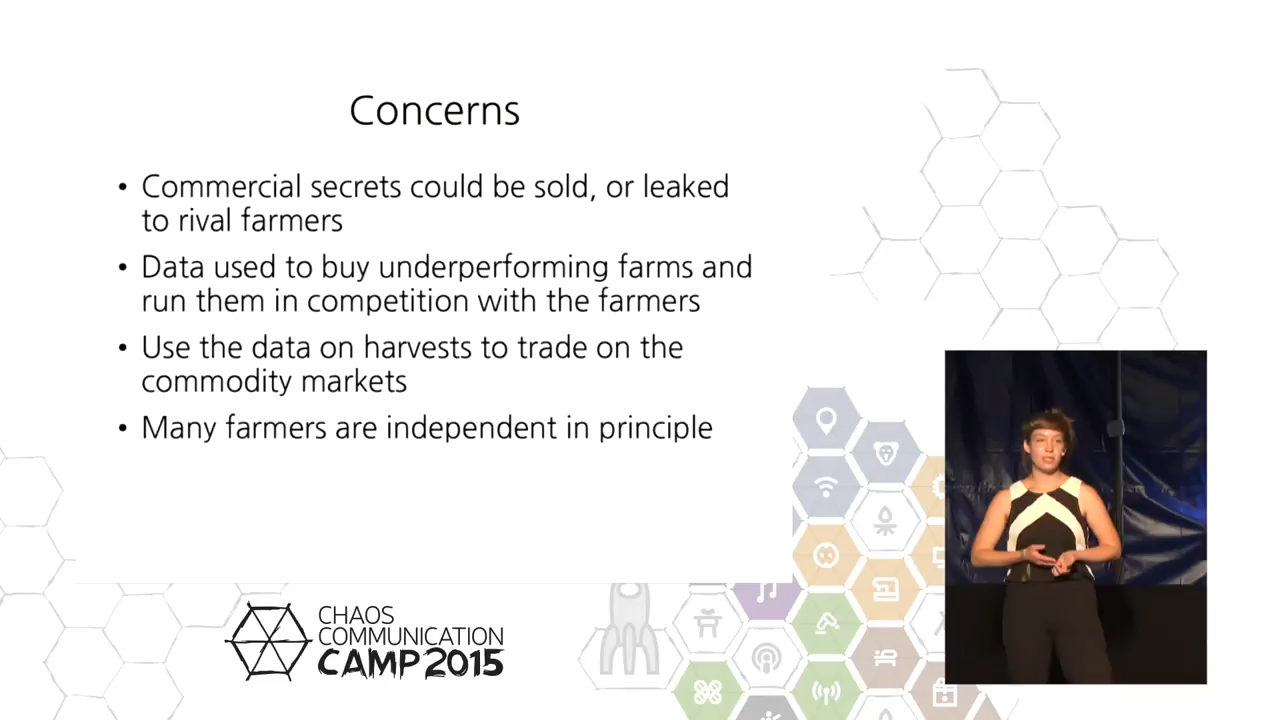 Concerns
• Commercial secrets could be sold, or leaked
to rival farmers
• Data used to buy underperforming farms and
run them in competition with the farmers
• Use the data on harvests to trade on the
commodity markets
• Many farmers are independent in principle
CHAOS
COMMUNICATION
CAMP 2015